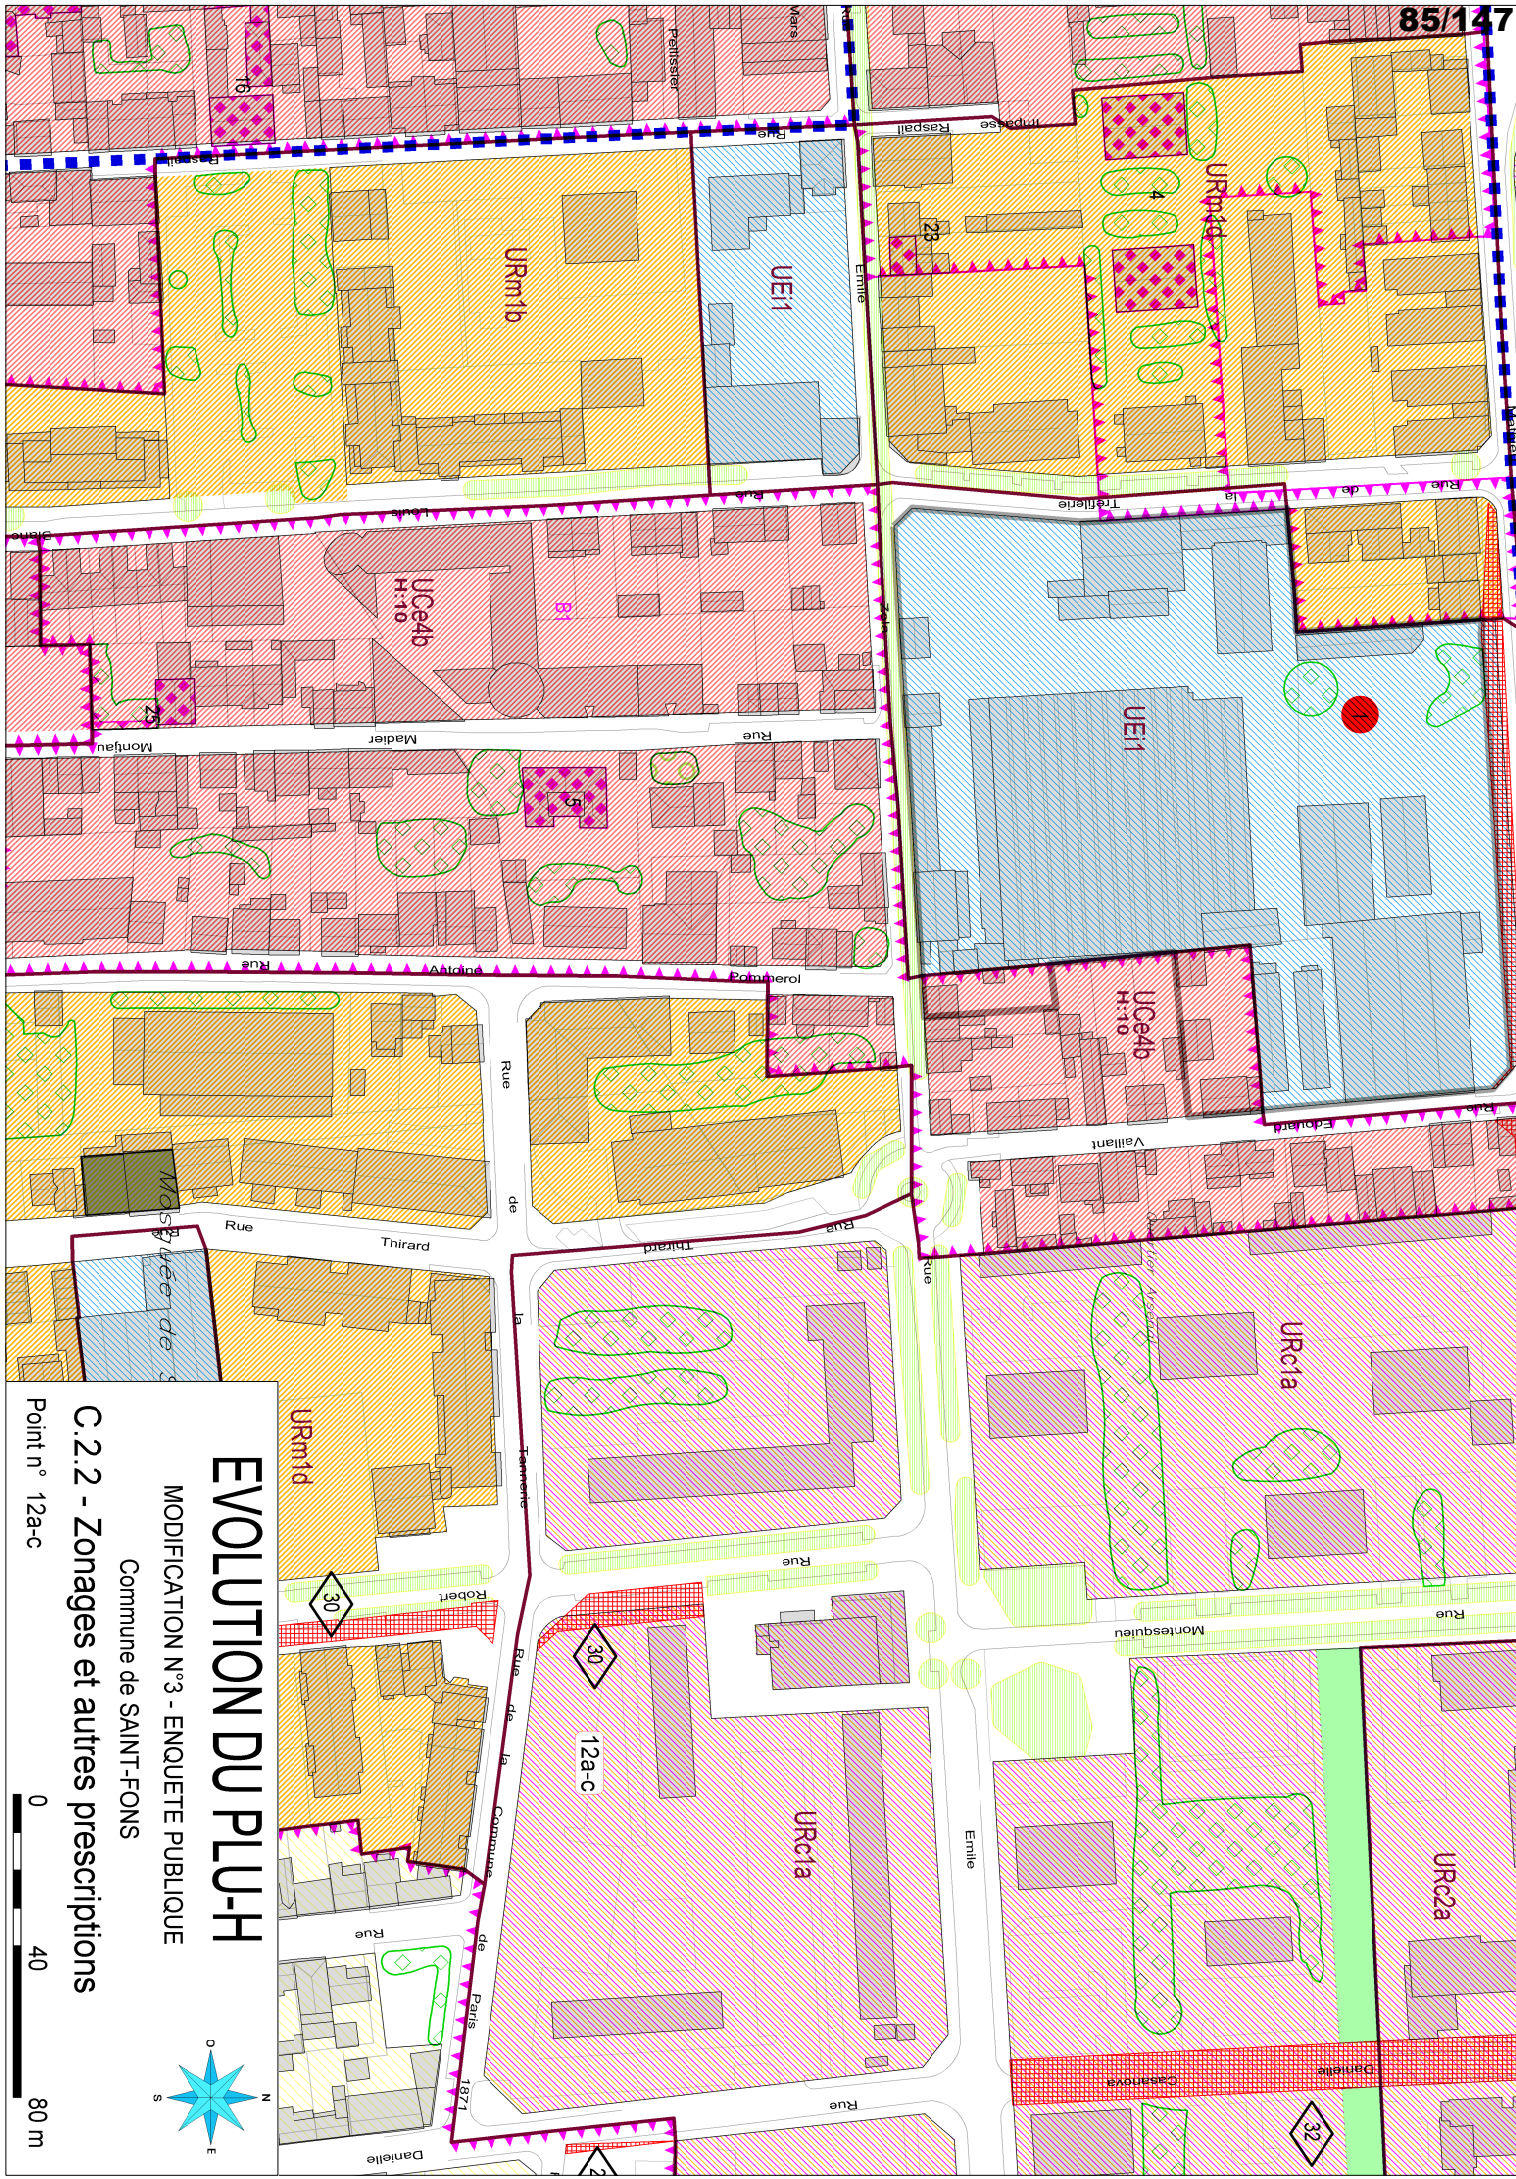 85/147
Mars
Rue
Pellissier
16
Rue
Raspail
Raspail
Impasse
URm1d
4
23
URm1b
UEi1
Emile
Mathieu
Rue
de
la
Tréfilerie
Rue
Louis
Blanc
UCe4b
H:10
B1
Zola
UEi1
1
25
Montjau
Madier
Rue
5
Rue
Antoine
Pommerol
UCe4b
H:10
Rue
Edouard
Vaillant
Rue
de
la
Tannerie
Mosquée de S
Rue
Rue
Thirard
Thirard
Rue
Rue
Quartier Arsenal
URc1a
URm1d
Robert
30
Rue
30
12a-c
Rue
Montesquieu
Rue
de
la
Commune
de
Paris
1871
URc1a
Emile
URc2a
Rue
Danielle
Casanova
Rue
Danielle
32
EVOLUTION DU PLU-H
MODIFICATION N°3 - ENQUETE PUBLIQUE
Commune de SAINT-FONS
C.2.2 - Zonages et autres prescriptions
Point n° 12a-c
0 40 80 m
N
O
E
S